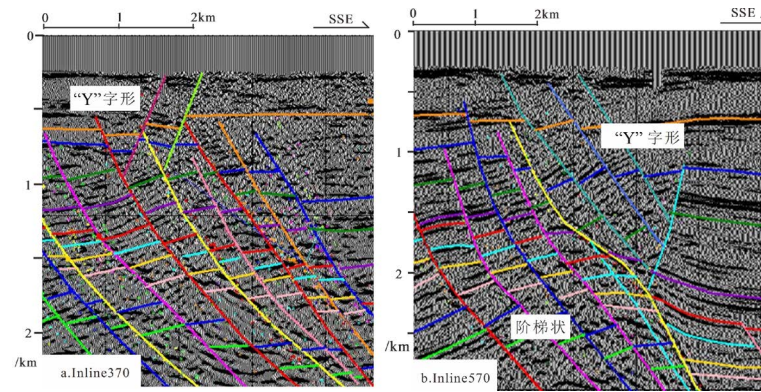 0 1 2km SSE
0
“Y” 字形
1
2
/km
a.Inline370
0 1 2km SSE
0
“Y” 字形
1
2
阶梯状
/km
b.Inline570